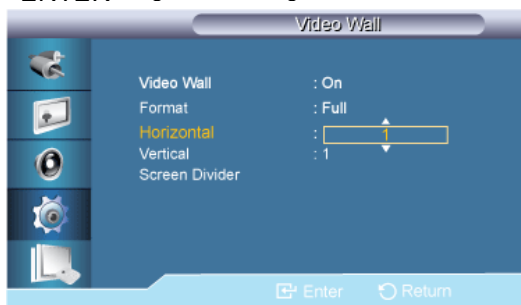 Video Wall
Video Wall : On
Format : Full
Horizontal : 1
Vertical : 1
Screen Divider
Enter Return